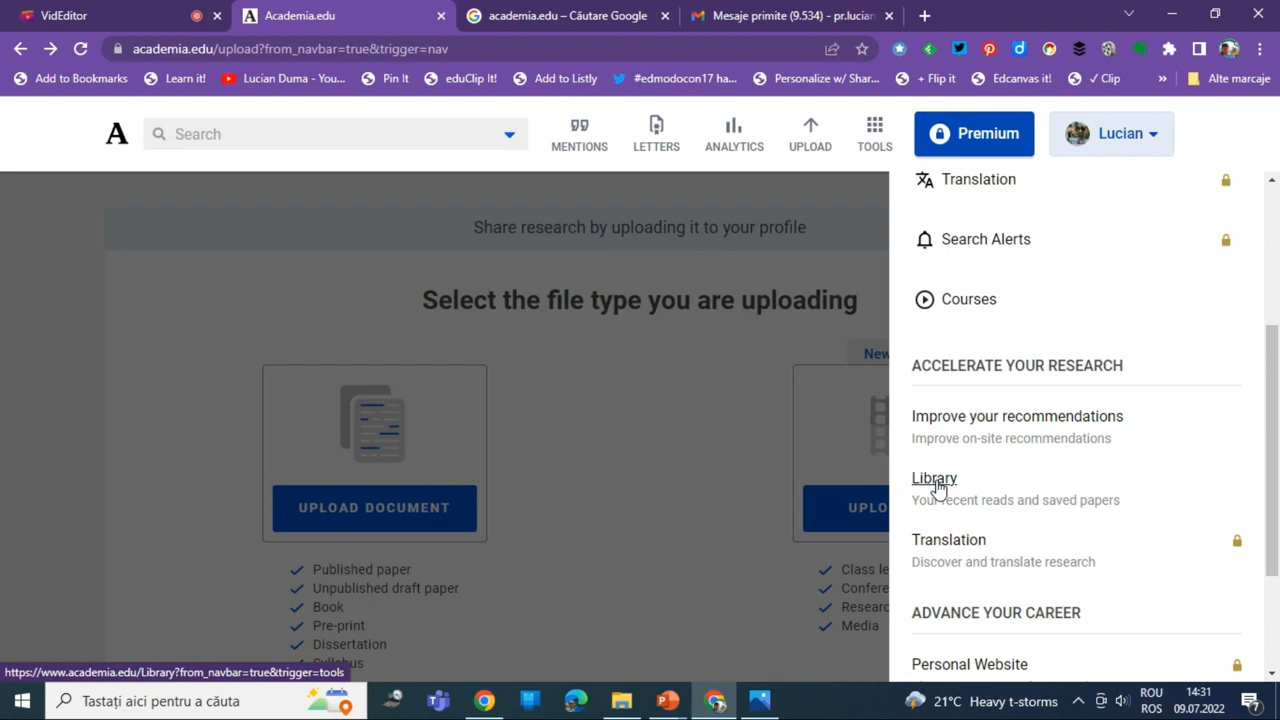 VidEditor
Academia.edu
academia.edu – Căutare Google
Mesaje primite (9.534) - pr.lucian
academia.edu/upload?from_navbar=true&trigger=nav
Add to Bookmarks
Learn it!
Lucian Duma - You...
Pin It
eduClip It!
Add to Listly
#edmodocon17 ha...
Personalize w/ Shar...
+ Flip it
Edcanvas it!
✓ Clip
»
Alte marcaje
A
Search
MENTIONS
LETTERS
ANALYTICS
UPLOAD
TOOLS
Premium
Lucian
Share research by uploading it to your profile
Select the file type you are uploading
New
UPLOAD DOCUMENT
Published paper
Unpublished draft paper
Book
Pre-print
Dissertation
Syllabus
UPLO
Class le
Confere
Researc
Media
Translation
Search Alerts
Courses
ACCELERATE YOUR RESEARCH
Improve your recommendations
Improve on-site recommendations
Library
Your recent reads and saved papers
Translation
Discover and translate research
ADVANCE YOUR CAREER
Personal Website
https://www.academia.edu/Library?from_navbar=true&trigger=tools
Tastați aici pentru a căuta
21°C Heavy t-storms
ROU
ROS
14:31
09.07.2022
7